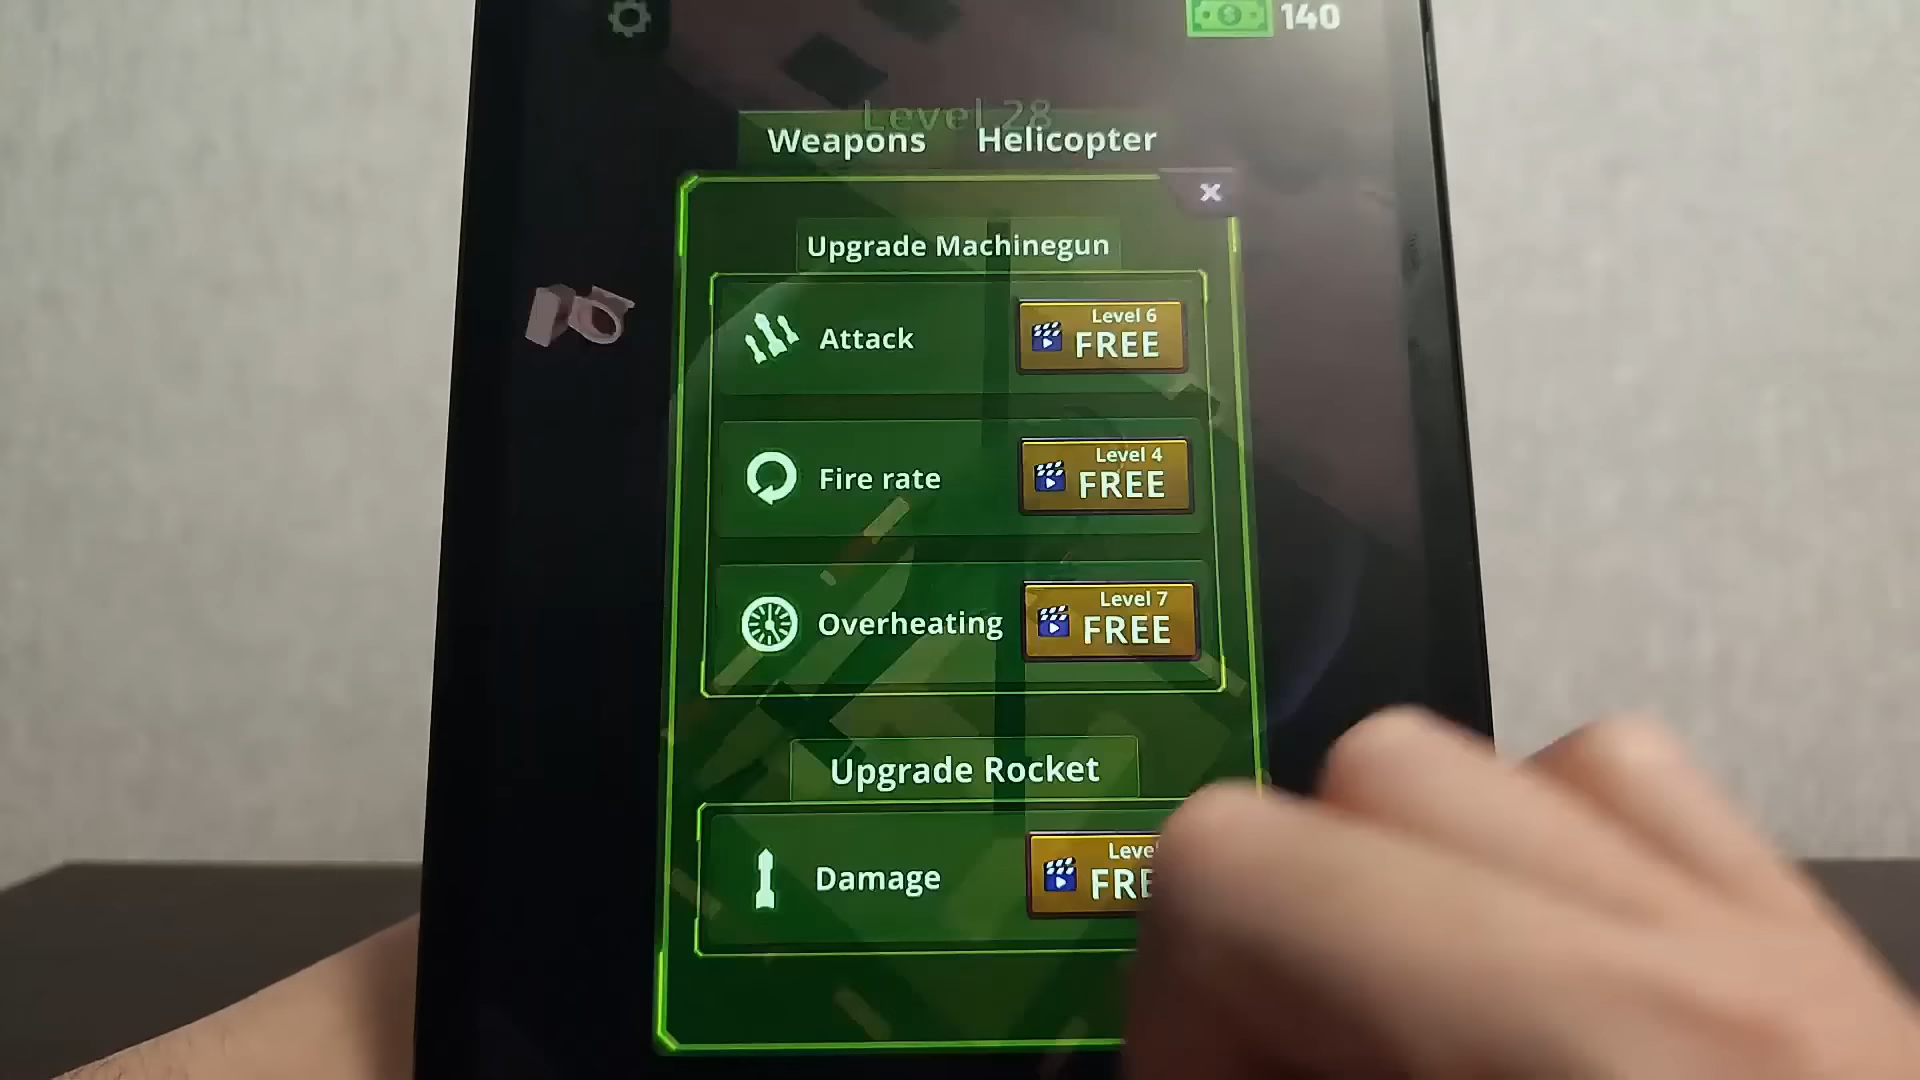 140
Level 28
Weapons Helicopter
x
Upgrade Machinegun
Level 6
Attack FREE
Level 4
Fire rate FREE
Level 7
Overheating FREE
Upgrade Rocket
Damage